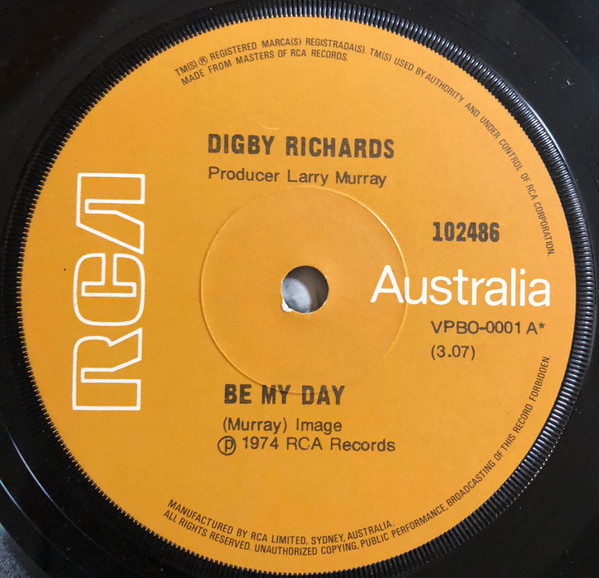 TM(S) ® REGISTERED MARCA(S) REGISTRADA(S). TM(S) USED BY AUTHORITY AND UNDER CONTROL OF RCA CORPORATION.
MADE FROM MASTERS OF RCA RECORDS.
DIGBY RICHARDS
Producer Larry Murray
RCA
102486
Australia
VPBO-0001 A*
(3.07)
BE MY DAY
(Murray) Image
℗ 1974 RCA Records
MANUFACTURED BY RCA LIMITED, SYDNEY, AUSTRALIA.
ALL RIGHTS RESERVED. UNAUTHORIZED COPYING, PUBLIC PERFORMANCE, BROADCASTING OF THIS RECORD FORBIDDEN.